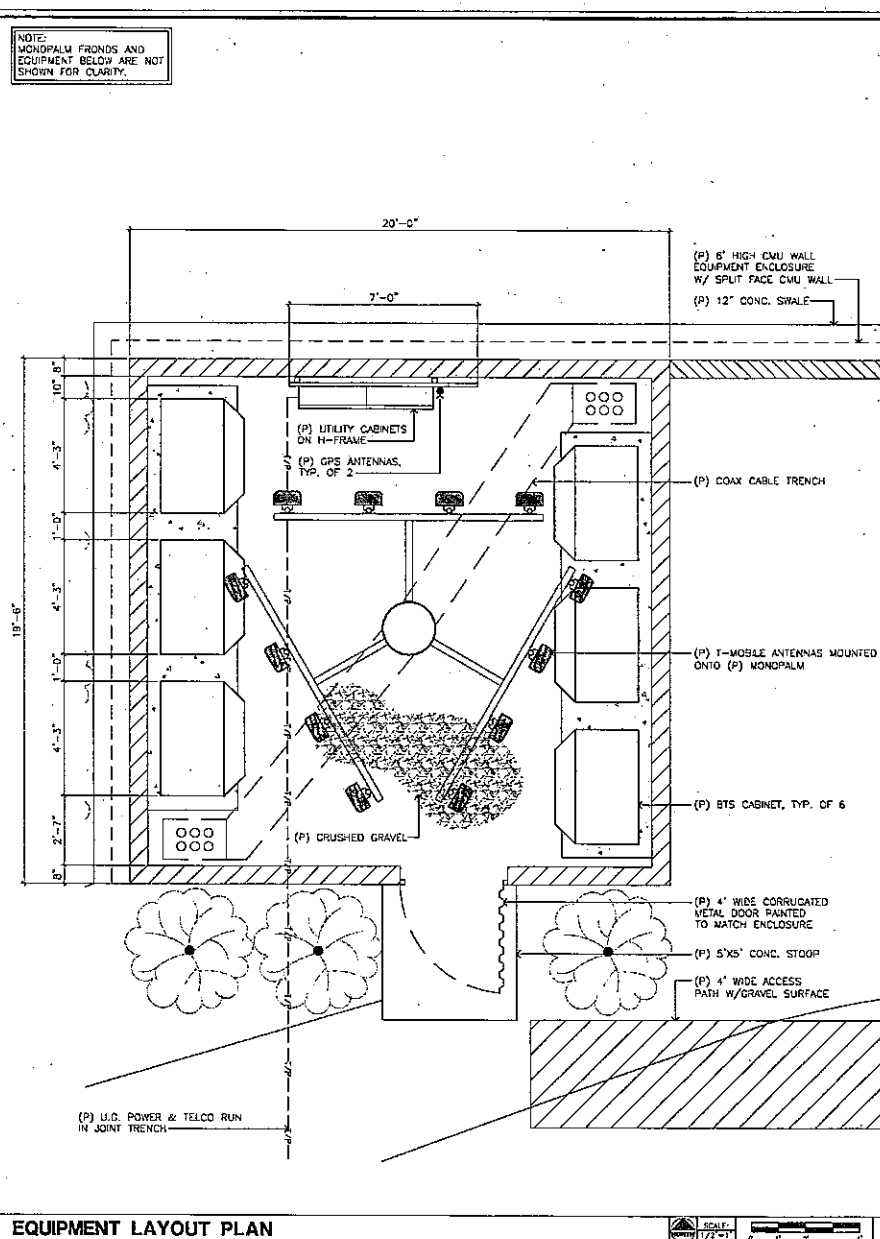 NOTE:
MONOPALM FRONDS AND
EQUIPMENT BELOW ARE NOT
SHOWN FOR CLARITY.
20'-0"
(P) 6' HIGH CMU WALL
EQUIPMENT ENCLOSURE
W/ SPLIT FACE CMU WALL
7'-0"
(P) 12" CONC. SWALE
8"
10"
(P) UTILITY CABINETS
ON H-FRAME
(P) GPS ANTENNAS,
TYP. OF 2
4'-3"
(P) COAX CABLE TRENCH
1'-0"
19'-6"
4'-3"
(P) T-MOBILE ANTENNAS MOUNTED
ONTO (P) MONOPALM
1'-0"
4'-3"
(P) BTS CABINET, TYP. OF 6
2'-7"
(P) CRUSHED GRAVEL
8"
(P) 4' WIDE CORRUGATED
METAL DOOR PAINTED
TO MATCH ENCLOSURE
(P) 5'X5' CONC. STOOP
(P) 4' WIDE ACCESS
PATH W/GRAVEL SURFACE
(P) U.G. POWER & TELCO RUN
IN JOINT TRENCH
EQUIPMENT LAYOUT PLAN
SCALE:
NORTH